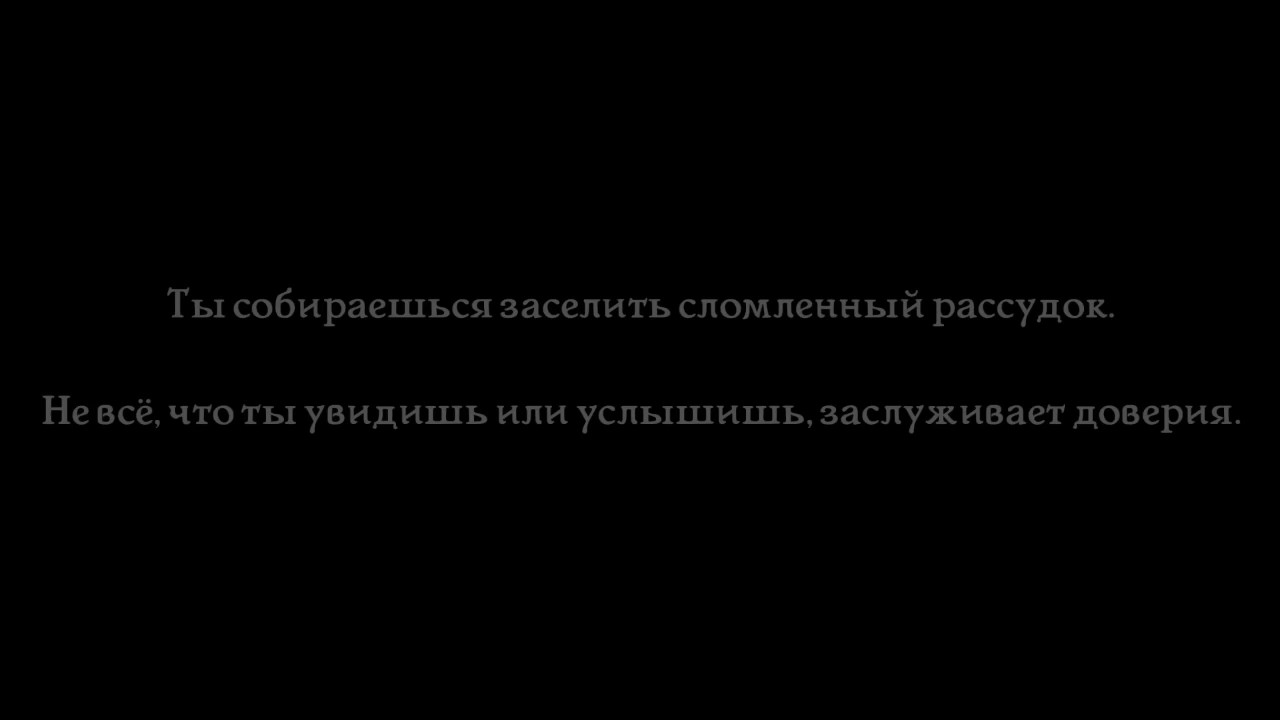 Ты собираешься заселить сломленный рассудок.
Не всё, что ты увидишь или услышишь, заслуживает доверия.